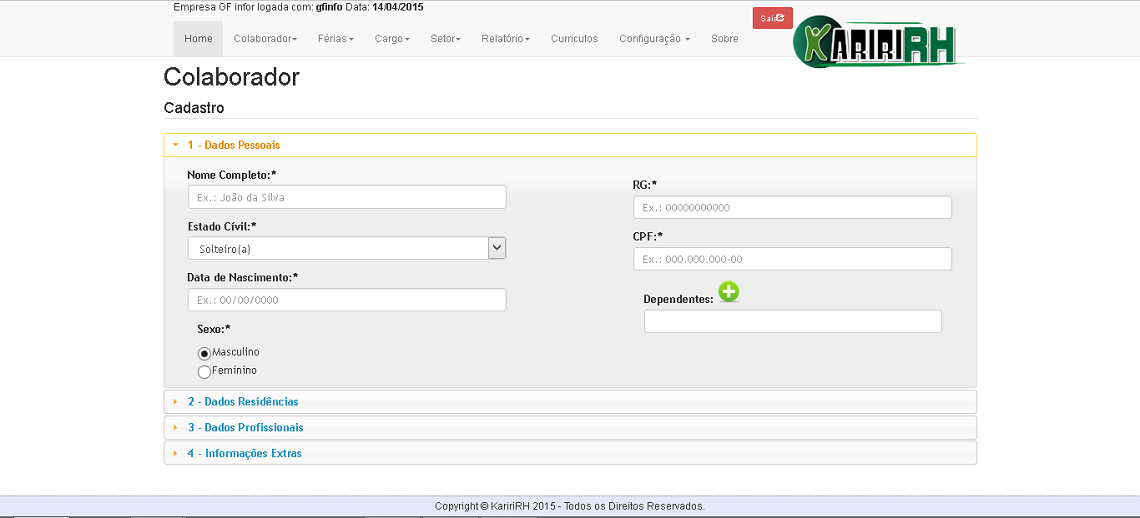 Empresa GF infor logada com: gfinfo Data: 14/04/2015
Sair
Home Colaborador Férias Cargo Setor Relatório Curriculos Configuração Sobre
KARIRIRH
Colaborador
Cadastro
1 - Dados Pessoais
Nome Completo:*
Ex.: João da Silva
Estado Cívil:*
Solteiro(a)
Data de Nascimento:*
Ex.: 00/00/0000
Sexo:*
Masculino
Feminino
RG:*
Ex.: 00000000000
CPF:*
Ex.: 000.000.000-00
Dependentes:
2 - Dados Residências
3 - Dados Profissionais
4 - Informações Extras
Copyright © KaririRH 2015 - Todos os Direitos Reservados.